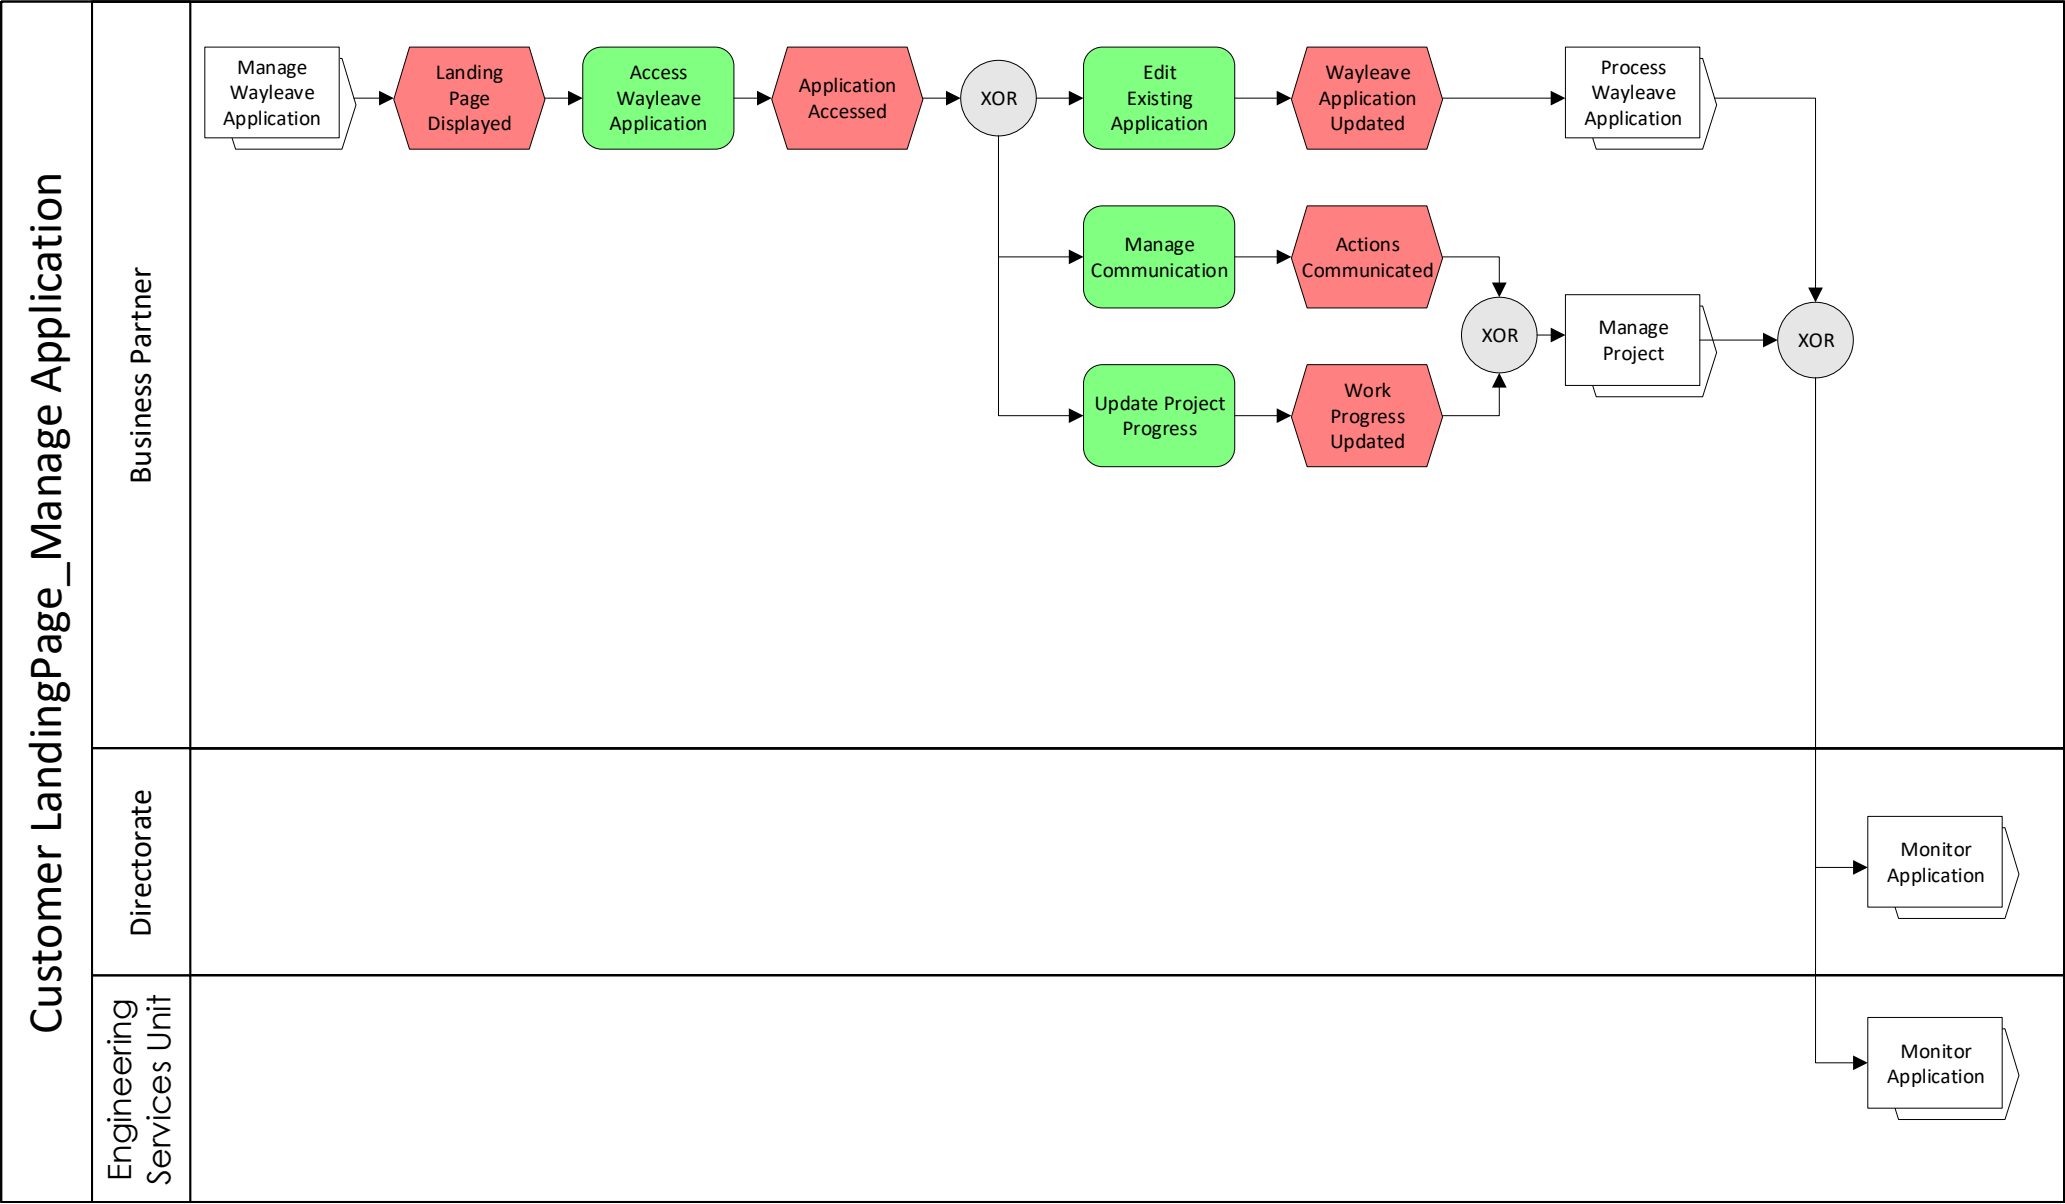 Customer LandingPage_Manage Application
Business Partner
Manage
Wayleave
Application
Landing
Page
Displayed
Access
Wayleave
Application
Application
Accessed
XOR
Edit
Existing
Application
Wayleave
Application
Updated
Process
Wayleave
Application
Manage
Communication
Actions
Communicated
XOR
Manage
Project
XOR
Update Project
Progress
Work
Progress
Updated
Directorate
Monitor
Application
Engineering
Services Unit
Monitor
Application